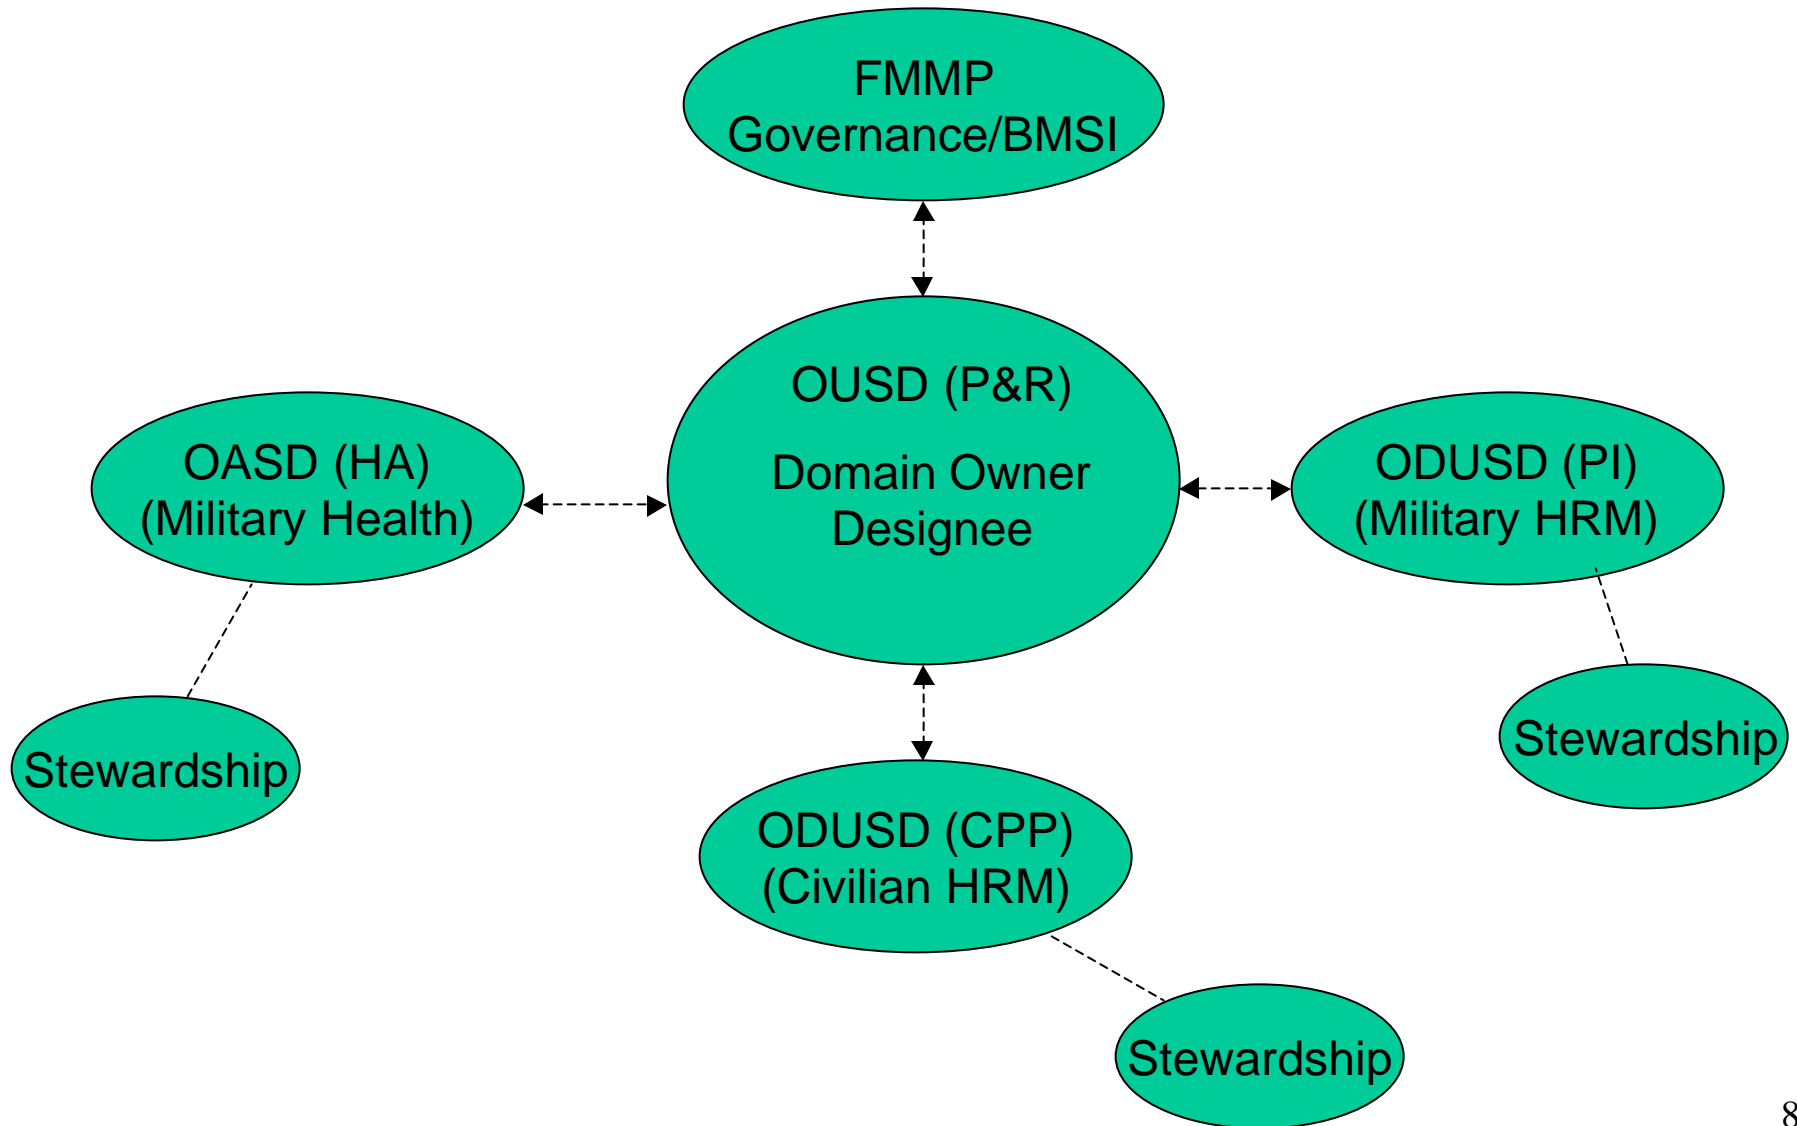 FMMP
Governance/BMSI
OUSD (P&R)
Domain Owner
Designee
OASD (HA)
(Military Health)
ODUSD (PI)
(Military HRM)
Stewardship
Stewardship
ODUSD (CPP)
(Civilian HRM)
Stewardship
8